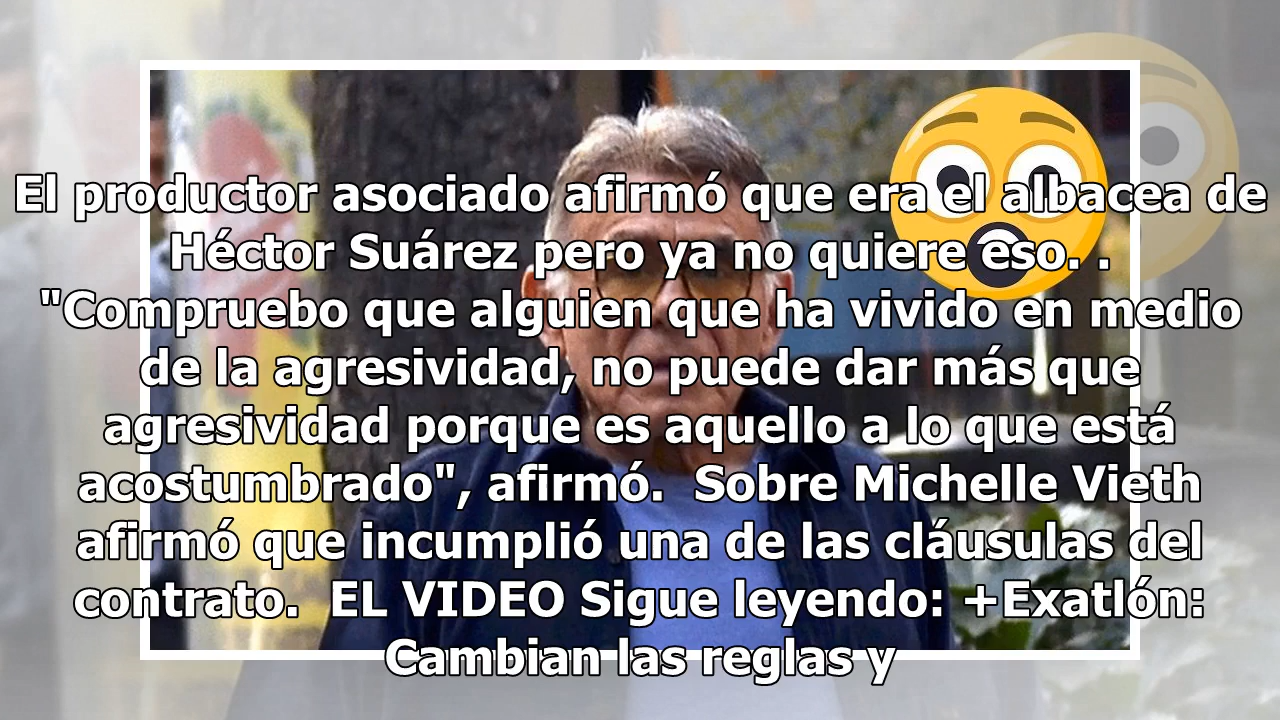 El productor asociado afirmó que era el albacea de
Héctor Suárez pero ya no quiere eso. .
"Compruebo que alguien que ha vivido en medio
de la agresividad, no puede dar más que
agresividad porque es aquello a lo que está
acostumbrado", afirmó.  Sobre Michelle Vieth
afirmó que incumplió una de las cláusulas del
contrato.  EL VIDEO Sigue leyendo: +Exatlón:
Cambian las reglas y